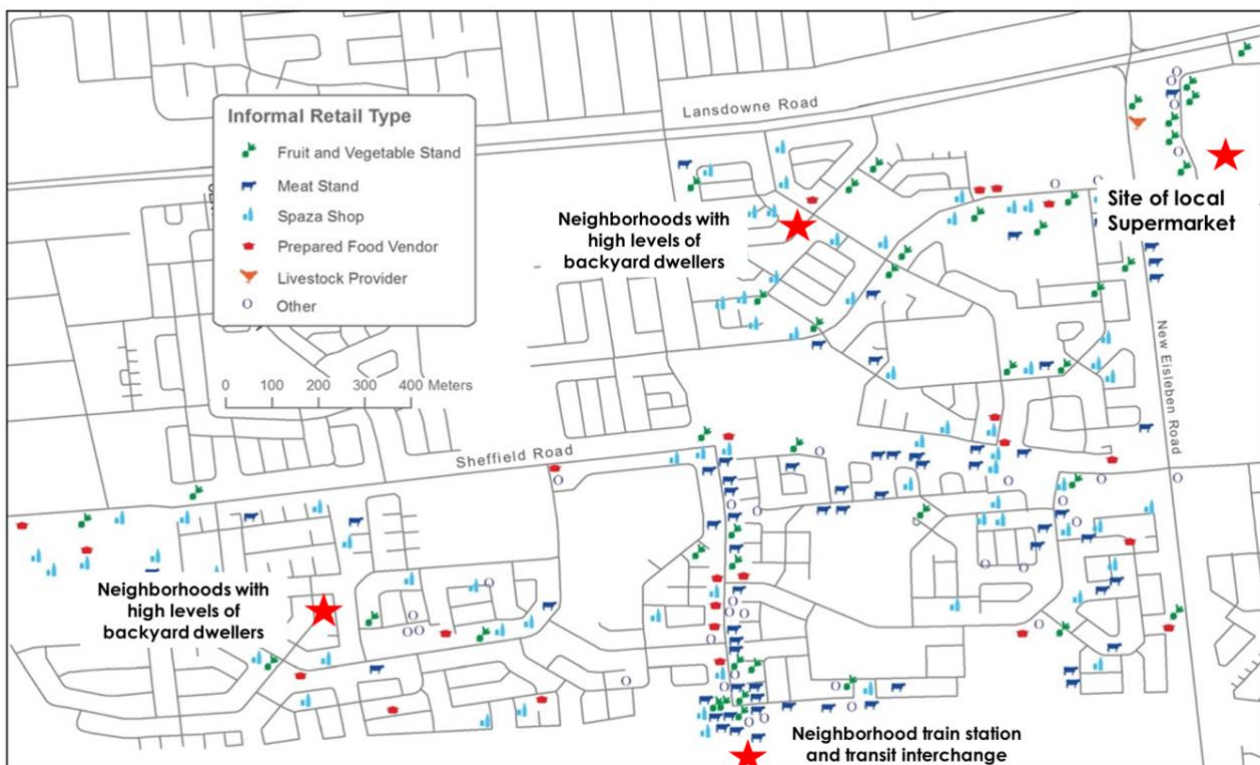 Lansdowne Road
Informal Retail Type
Fruit and Vegetable Stand
Meat Stand
Spaza Shop
Prepared Food Vendor
Livestock Provider
Other
0 100 200 300 400 Meters
Neighborhoods with
high levels of
backyard dwellers
Site of local
Supermarket
New Eisleben Road
Sheffield Road
Neighborhoods with
high levels of
backyard dwellers
Neighborhood train station
and transit interchange